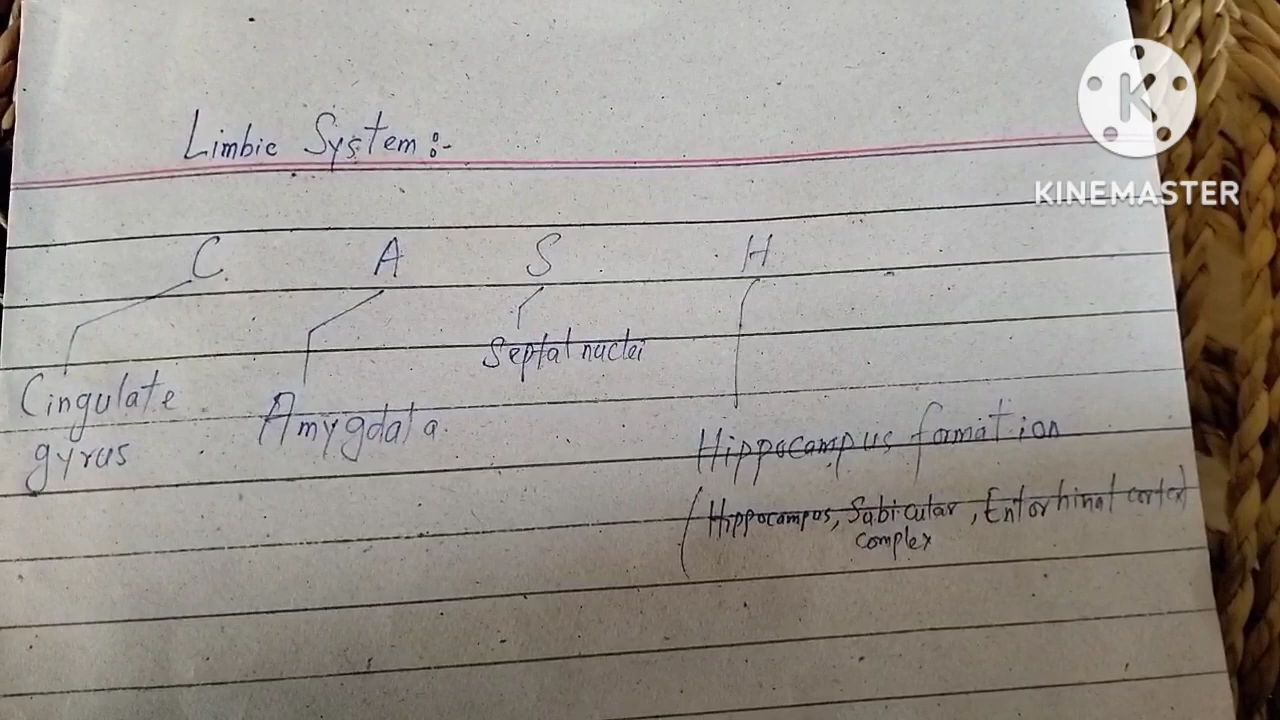 Limbic System :-
C A S H
Septal nuclei
Cingulate
gyrus
Amygdala
Hippocampus formation
(Hippocampus, Subicular, Entorhinal cortex)
complex
K
KINEMASTER